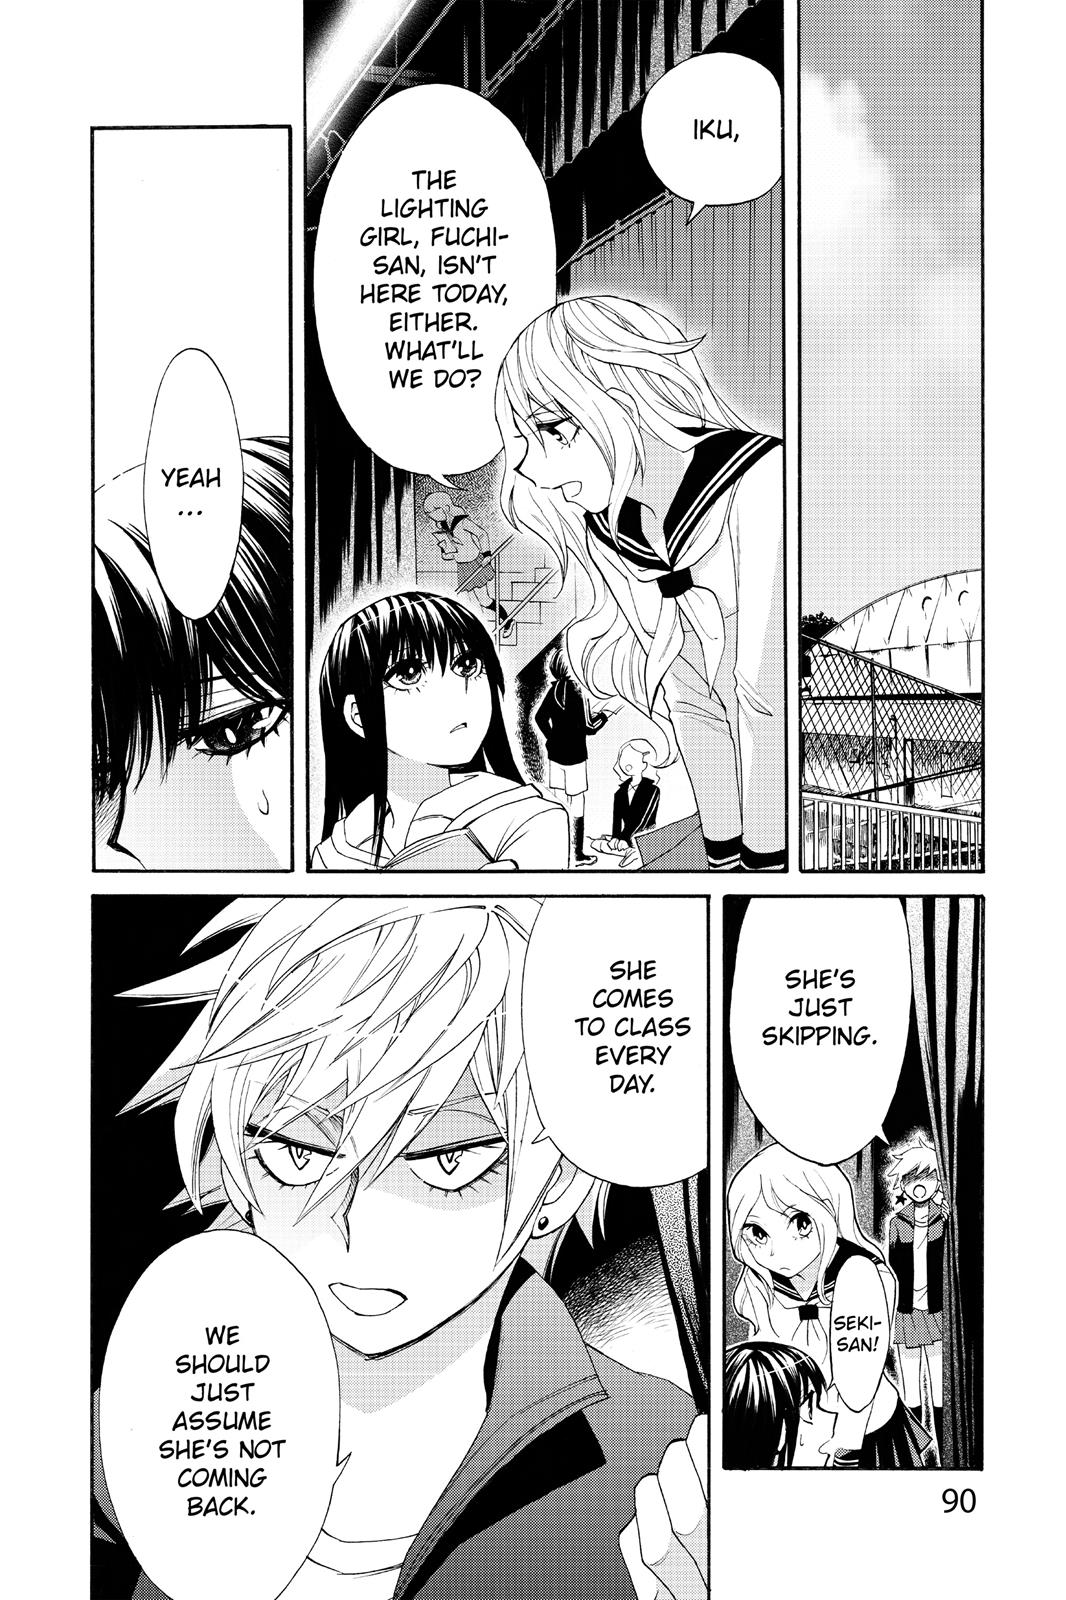 IKU,
THE
LIGHTING
GIRL, FUCHI-
SAN, ISN'T
HERE TODAY,
EITHER.
WHAT'LL
WE DO?
YEAH
...
SHE'S
JUST
SKIPPING.
SEKI-
SAN!
SHE
COMES
TO CLASS
EVERY
DAY.
WE
SHOULD
JUST
ASSUME
SHE'S NOT
COMING
BACK.
90